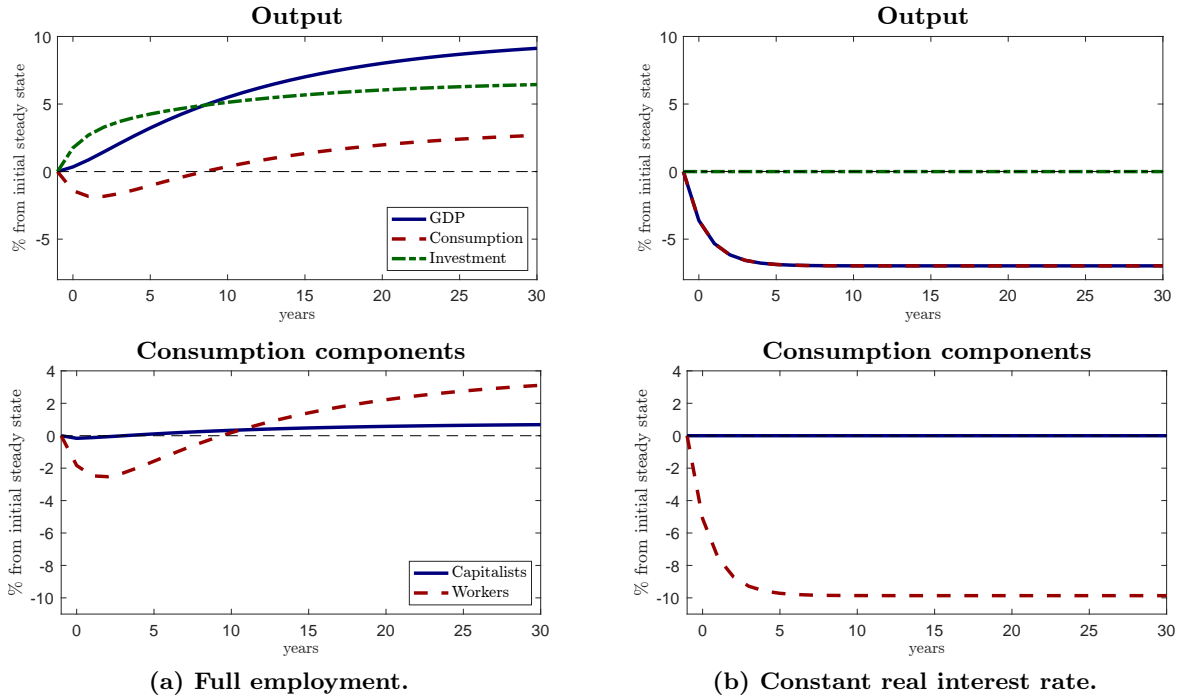 Output
% from initial steady state
10
5
0
-5
0 5 10 15 20 25 30
years
GDP
Consumption
Investment
Output
% from initial steady state
10
5
0
-5
0 5 10 15 20 25 30
years
Consumption components
% from initial steady state
4
2
0
-2
-4
-6
-8
-10
0 5 10 15 20 25 30
years
Capitalists
Workers
Consumption components
% from initial steady state
4
2
0
-2
-4
-6
-8
-10
0 5 10 15 20 25 30
years
(a) Full employment.
(b) Constant real interest rate.